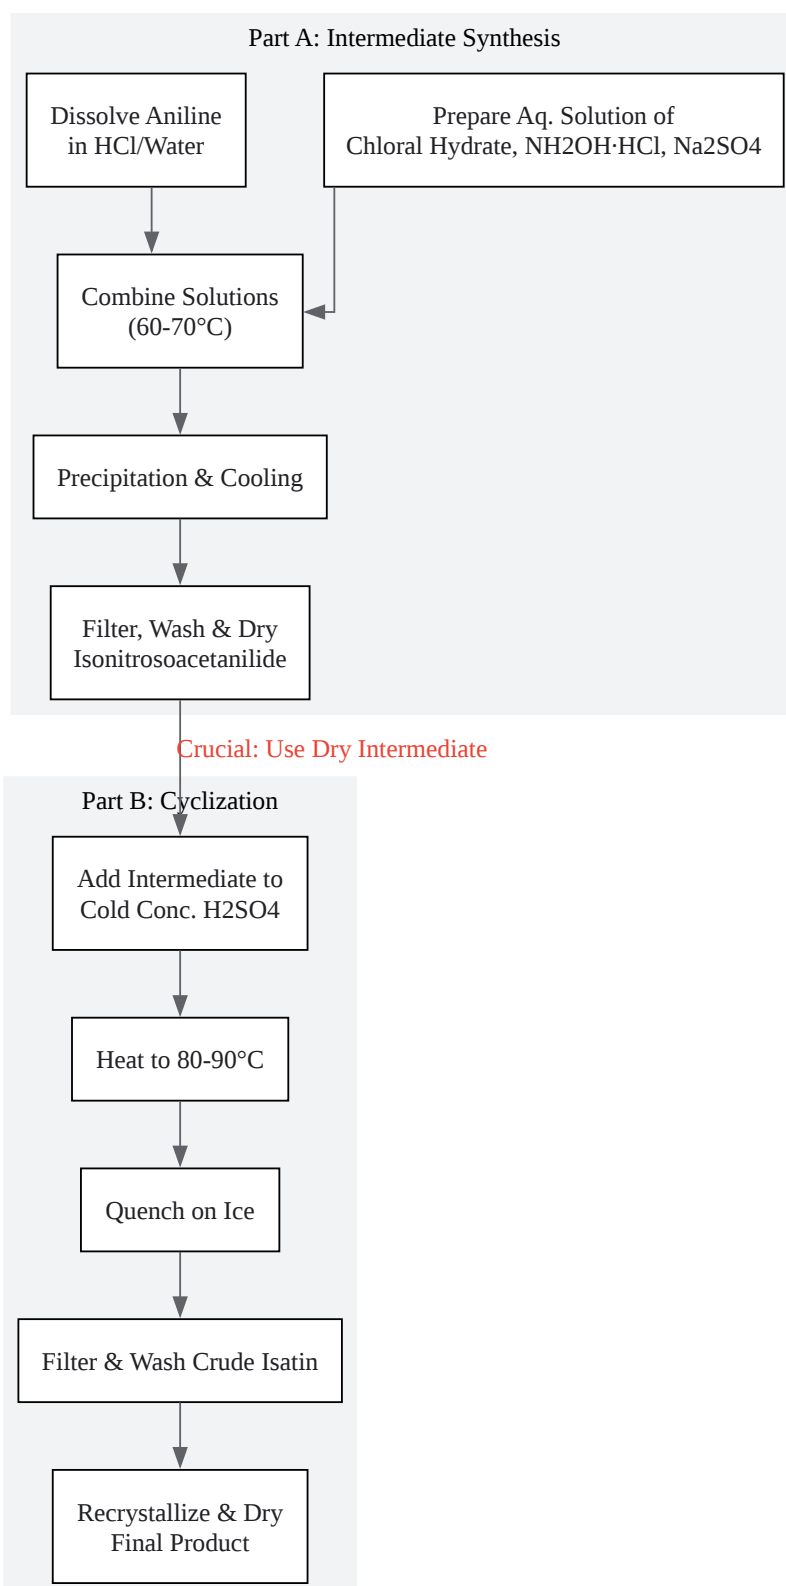 Part A: Intermediate Synthesis
Dissolve Aniline
in HCl/Water
Prepare Aq. Solution of
Chloral Hydrate, NH2OH·HCl, Na2SO4
Combine Solutions
(60-70°C)
Precipitation & Cooling
Filter, Wash & Dry
Isonitrosoacetanilide
Crucial: Use Dry Intermediate
Part B: Cyclization
Add Intermediate to
Cold Conc. H2SO4
Heat to 80-90°C
Quench on Ice
Filter & Wash Crude Isatin
Recrystallize & Dry
Final Product